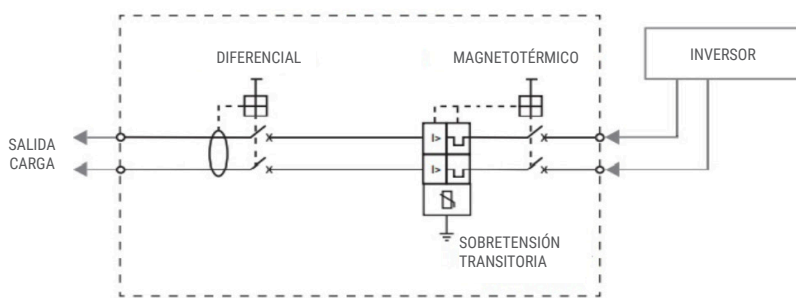 DIFERENCIAL
MAGNETOTÉRMICO
INVERSOR
SALIDA
CARGA
I>
I>
SOBRETENSIÓN
TRANSITORIA